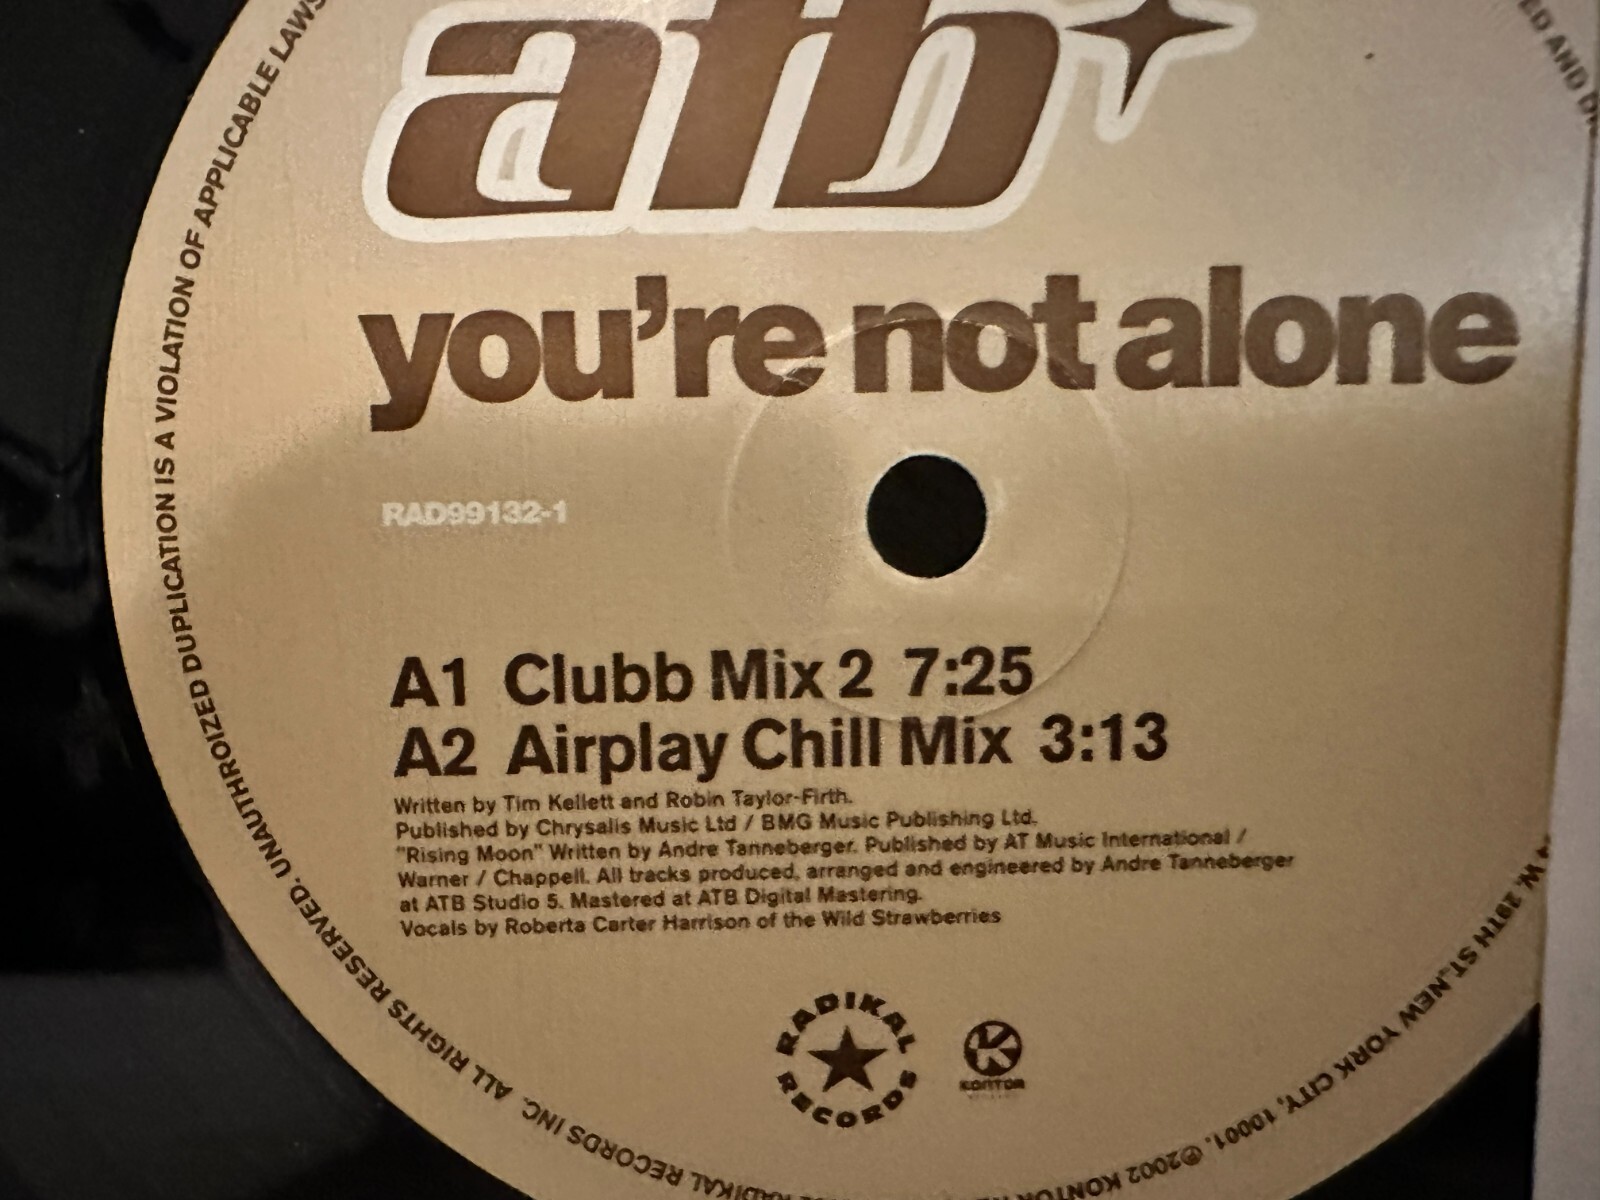 atb
you're not alone
RAD99132-1
A1 Clubb Mix 2 7:25
A2 Airplay Chill Mix 3:13
Written by Tim Kellett and Robin Taylor-Firth.
Published by Chrysalis Music Ltd / BMG Music Publishing Ltd.
"Rising Moon" Written by Andre Tanneberger. Published by AT Music International /
Warner / Chappell. All tracks produced, arranged and engineered by Andre Tanneberger
at ATB Studio 5. Mastered at ATB Digital Mastering.
Vocals by Roberta Carter Harrison of the Wild Strawberries
RADIKAL RECORDS
KONTOR
W. 29TH ST., NEW YORK CITY, 10001. ℗2002 KONTOR
RADIKAL RECORDS INC. ALL RIGHTS RESERVED. UNAUTHROIZED DUPLICATION IS A VIOLATION OF APPLICABLE LAWS
AND